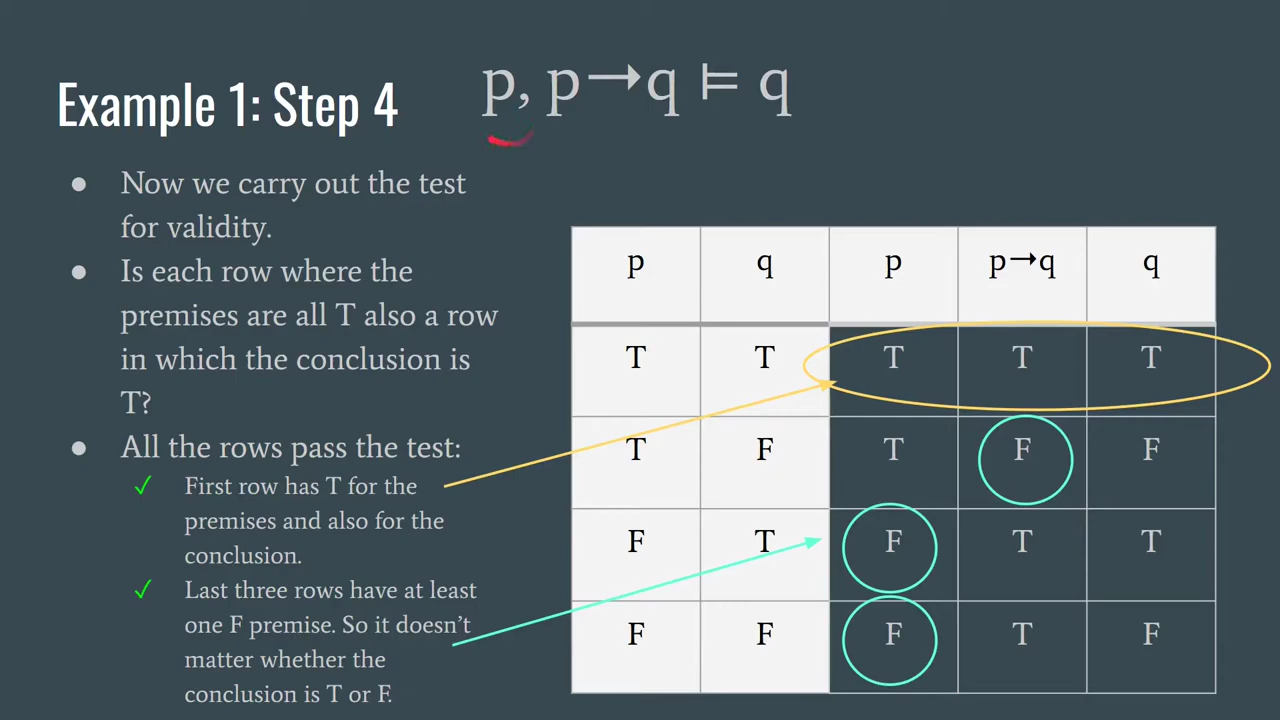 Example 1: Step 4
p, p→q ⊨ q
● Now we carry out the test
for validity.
● Is each row where the
premises are all T also a row
in which the conclusion is
T?
● All the rows pass the test:
✓ First row has T for the
premises and also for the
conclusion.
✓ Last three rows have at least
one F premise. So it doesn’t
matter whether the
conclusion is T or F.
p q p p→q q
T T T T T
T F T F F
F T F T T
F F F T F